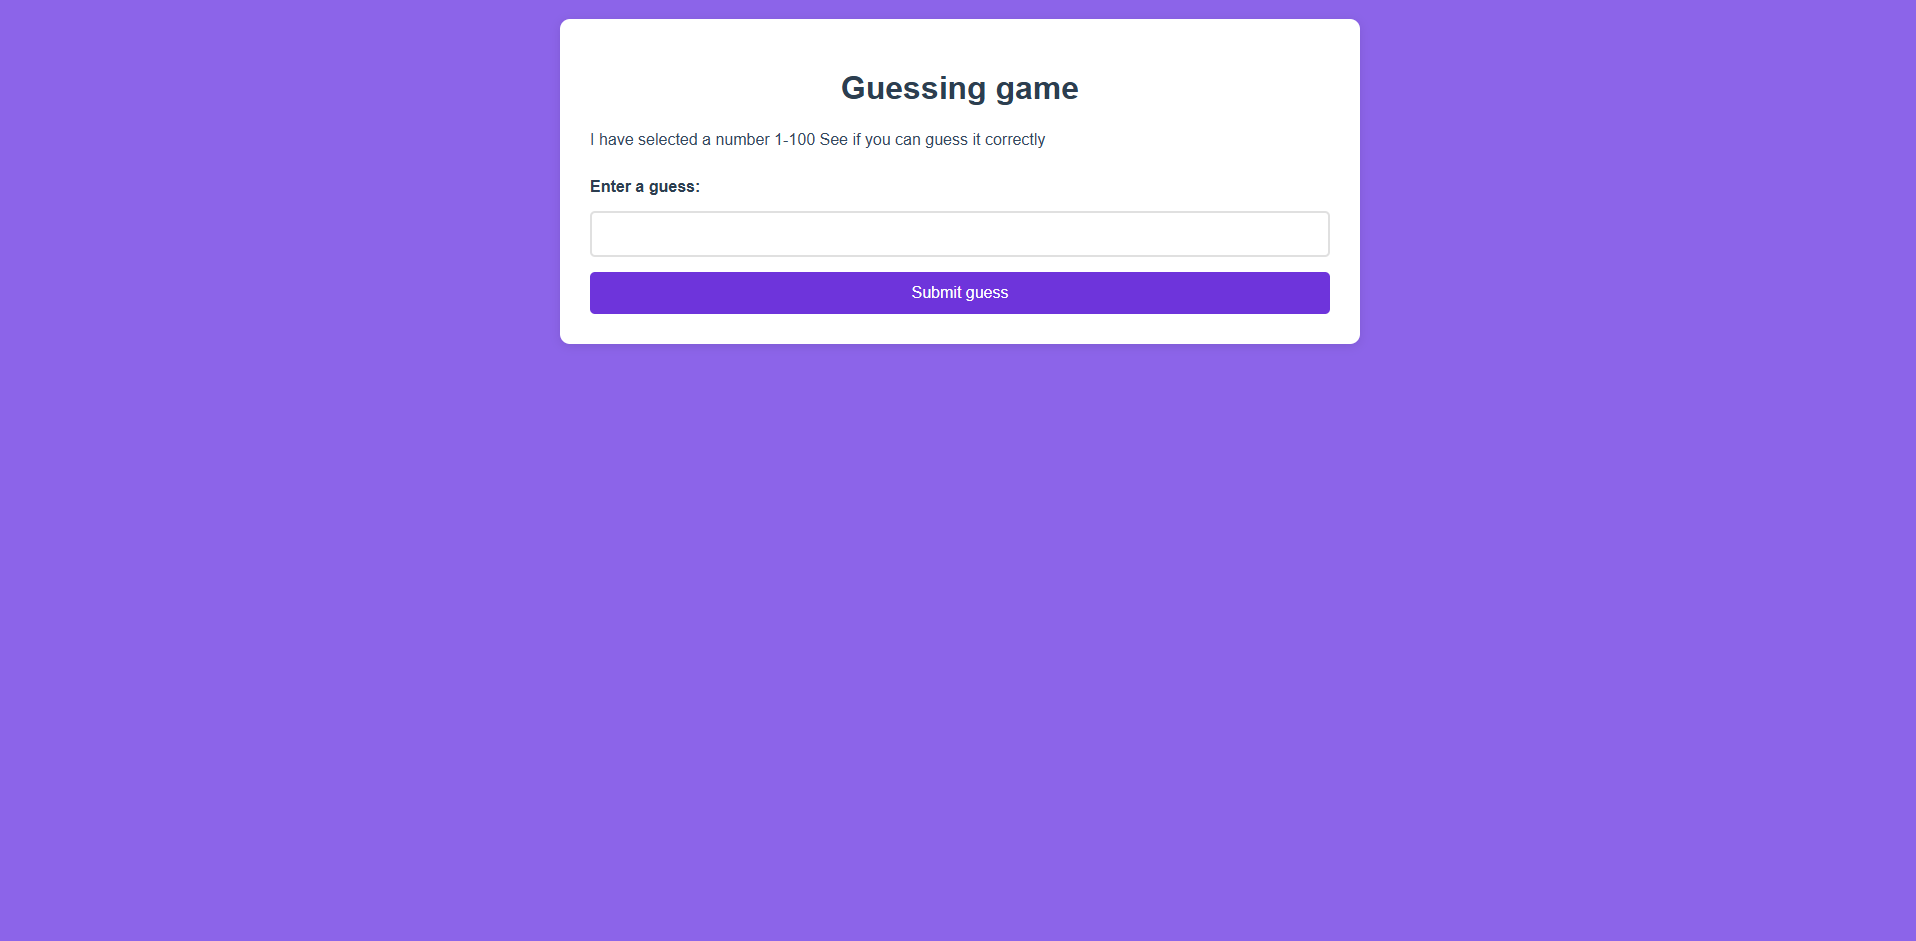 Guessing game
I have selected a number 1-100 See if you can guess it correctly
Enter a guess:
Submit guess